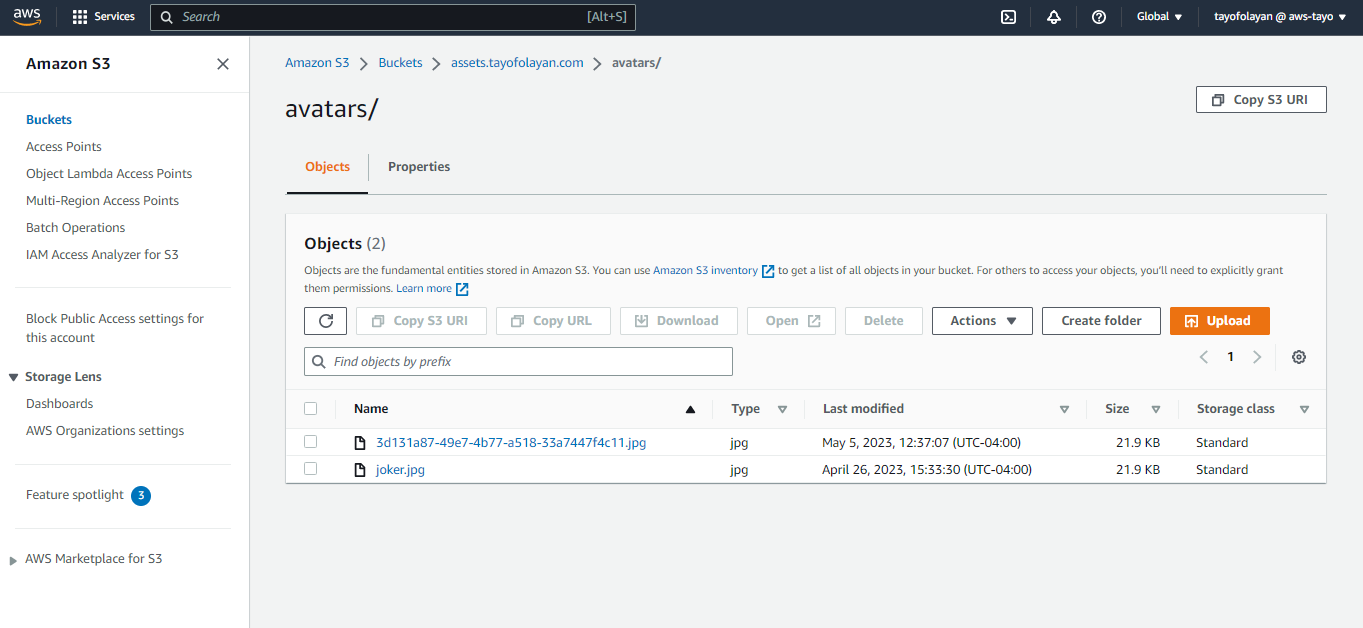 aws Services Search [Alt+S] Global tayofolayan @ aws-tayo
Amazon S3
Buckets
Access Points
Object Lambda Access Points
Multi-Region Access Points
Batch Operations
IAM Access Analyzer for S3
Block Public Access settings for
this account
Storage Lens
Dashboards
AWS Organizations settings
Feature spotlight 3
AWS Marketplace for S3
Amazon S3 Buckets assets.tayofolayan.com avatars/
avatars/
Copy S3 URI
Objects Properties
Objects (2)
Objects are the fundamental entities stored in Amazon S3. You can use Amazon S3 inventory to get a list of all objects in your bucket. For others to access your objects, you'll need to explicitly grant
them permissions. Learn more
Copy S3 URI Copy URL Download Open Delete Actions Create folder Upload
Find objects by prefix 1
Name Type Last modified Size Storage class
3d131a87-49e7-4b77-a518-33a7447f4c11.jpg jpg May 5, 2023, 12:37:07 (UTC-04:00) 21.9 KB Standard
joker.jpg jpg April 26, 2023, 15:33:30 (UTC-04:00) 21.9 KB Standard